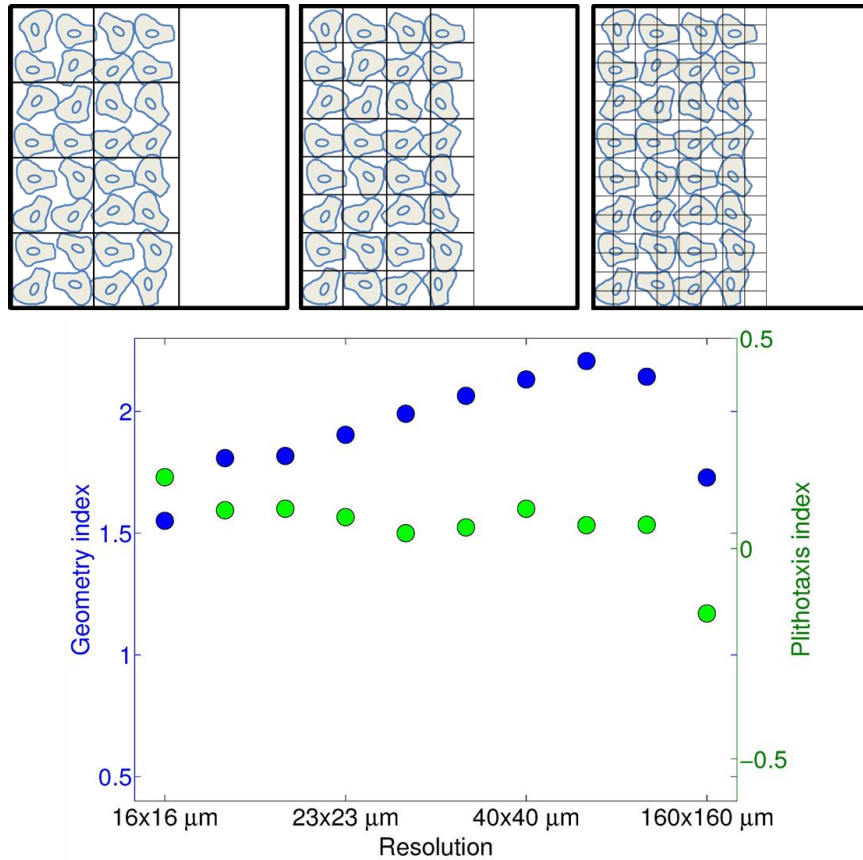 0.5
2
1.5
0
1
−0.5
0.5
Geometry index
Plithotaxis index
16x16 μm 23x23 μm 40x40 μm 160x160 μm
Resolution